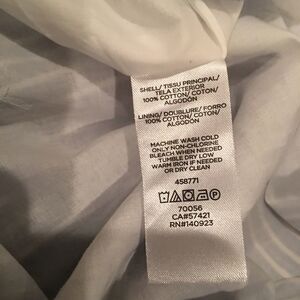 SHELL/ TISSU PRINCIPAL/
TELA EXTERIOR
100% COTTON/ COTON/
ALGODÓN
LINING/ DOUBLURE/ FORRO
100% COTTON/ COTON/
ALGODÓN
MACHINE WASH COLD
ONLY NON-CHLORINE
BLEACH WHEN NEEDED
TUMBLE DRY LOW
WARM IRON IF NEEDED
OR DRY CLEAN
458771
70056
CA#57421
RN#140923